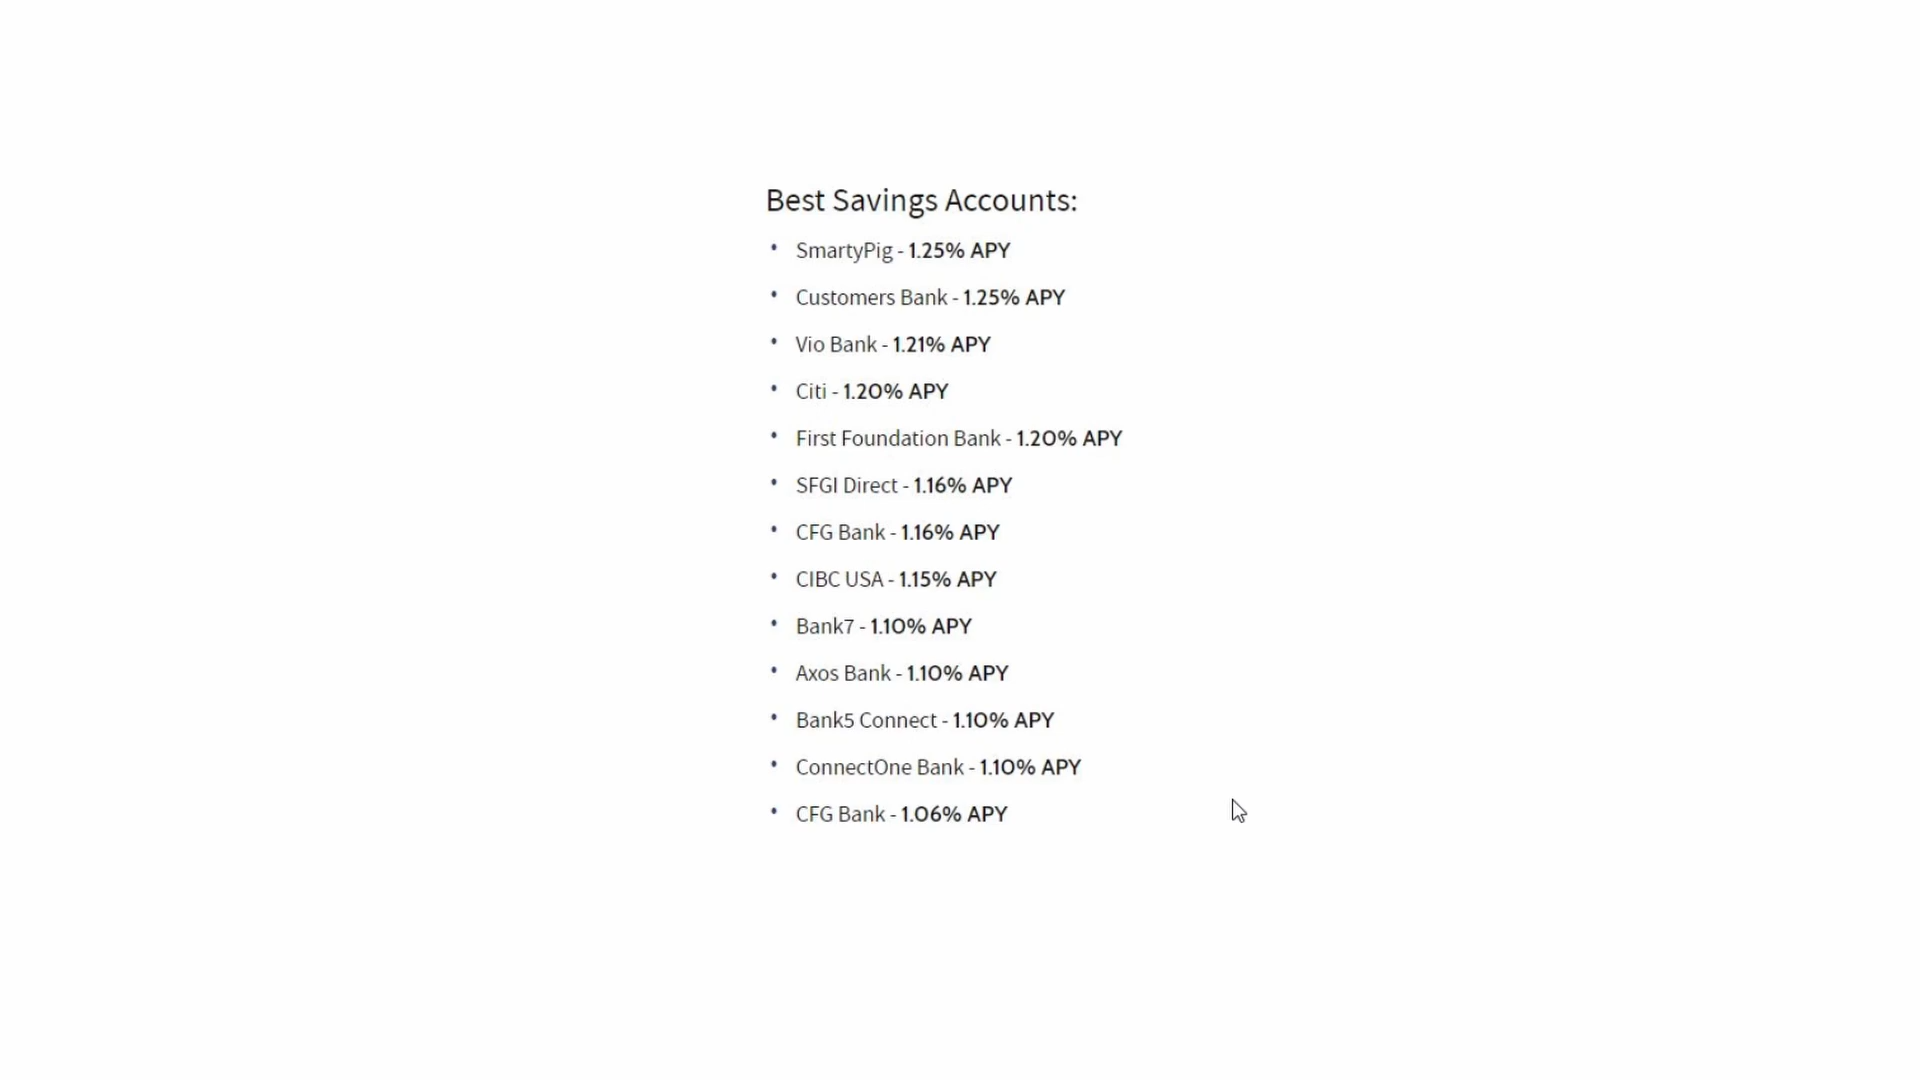 Best Savings Accounts:
• SmartyPig - 1.25% APY
• Customers Bank - 1.25% APY
• Vio Bank - 1.21% APY
• Citi - 1.20% APY
• First Foundation Bank - 1.20% APY
• SFGI Direct - 1.16% APY
• CFG Bank - 1.16% APY
• CIBC USA - 1.15% APY
• Bank7 - 1.10% APY
• Axos Bank - 1.10% APY
• Bank5 Connect - 1.10% APY
• ConnectOne Bank - 1.10% APY
• CFG Bank - 1.06% APY